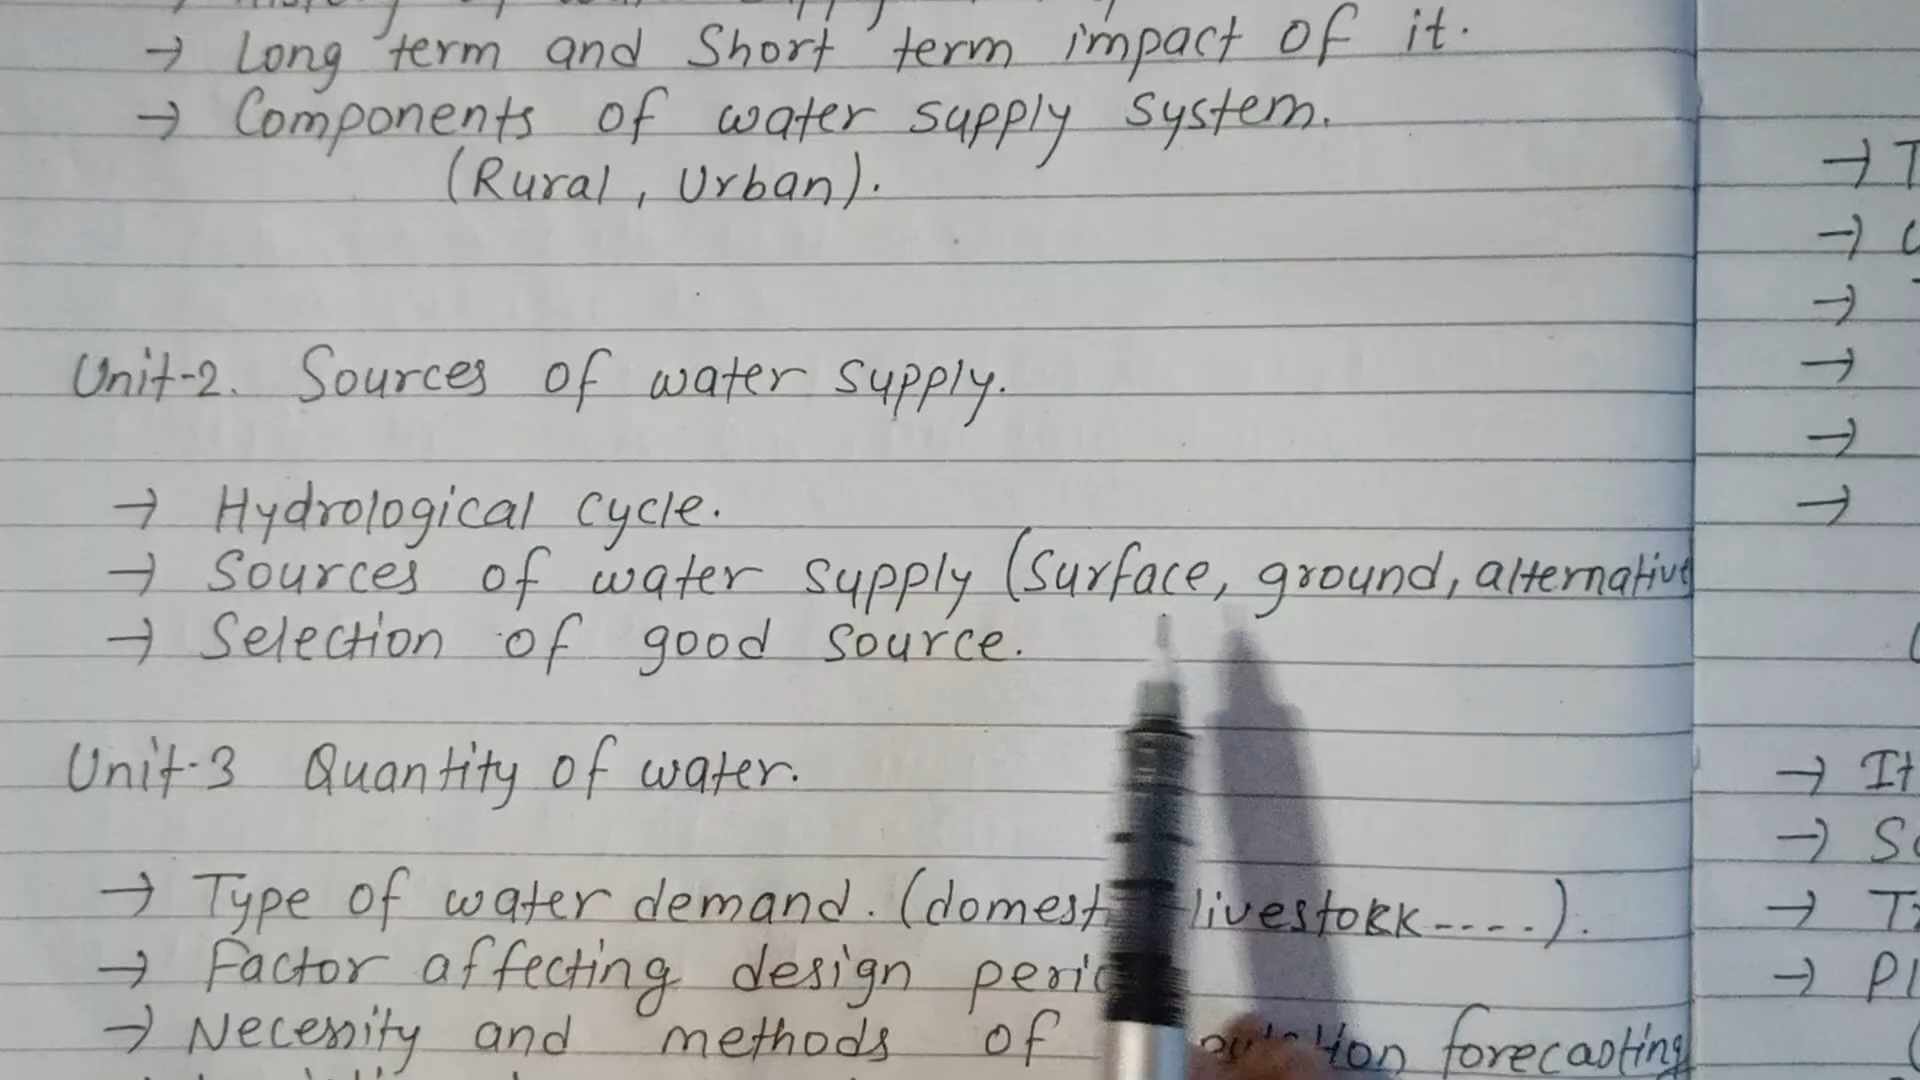 → Long term and Short term impact of it.
→ Components of water supply system.
(Rural, Urban).
Unit-2. Sources of water supply.
→ Hydrological cycle.
→ Sources of water supply (Surface, ground, alternative
→ Selection of good source.
Unit-3 Quantity of water.
→ Type of water demand. (domest livestokk----).
→ Factor affecting design
→ Necessity and methods of forecasting
→ It